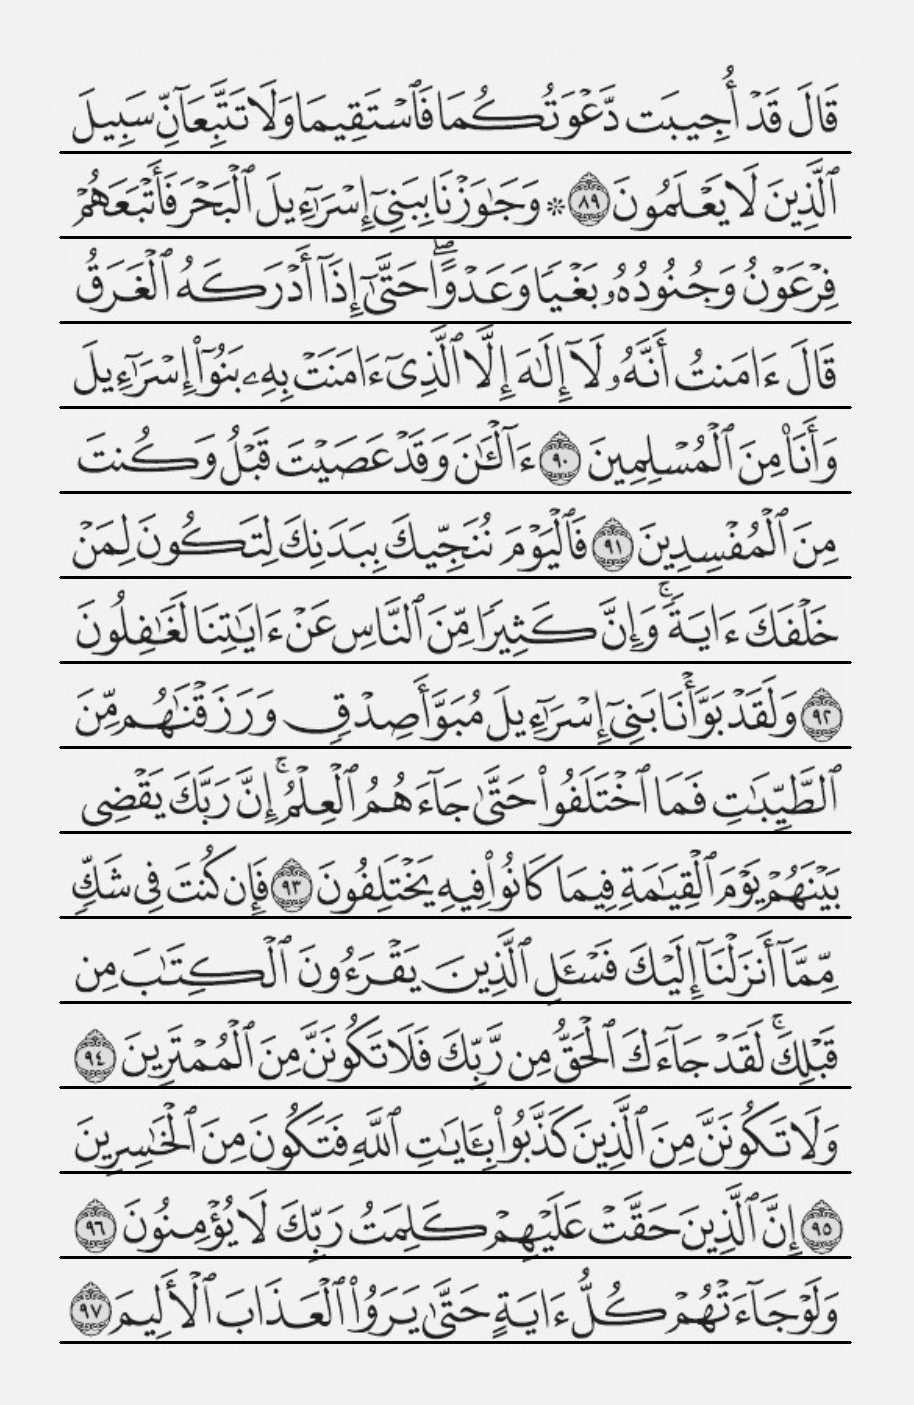 قَالَ قَدۡ أُجِيبَت دَّعۡوَتُكُمَا فَٱسۡتَقِيمَا وَلَا تَتَّبِعَآنِّ سَبِيلَ
ٱلَّذِينَ لَا يَعۡلَمُونَ ٨٩ ۞ وَجَٰوَزۡنَا بِبَنِيٓ إِسۡرَٰٓءِيلَ ٱلۡبَحۡرَ فَأَتۡبَعَهُمۡ
فِرۡعَوۡنُ وَجُنُودُهُۥ بَغۡيٗا وَعَدۡوًاۖ حَتَّىٰٓ إِذَآ أَدۡرَكَهُ ٱلۡغَرَقُ
قَالَ ءَامَنتُ أَنَّهُۥ لَآ إِلَٰهَ إِلَّا ٱلَّذِيٓ ءَامَنَتۡ بِهِۦ بَنُوٓاْ إِسۡرَٰٓءِيلَ
وَأَنَا۠ مِنَ ٱلۡمُسۡلِمِينَ ٩٠ ءَآلۡـَٰٔنَ وَقَدۡ عَصَيۡتَ قَبۡلُ وَكُنتَ
مِنَ ٱلۡمُفۡسِدِينَ ٩١ فَٱلۡيَوۡمَ نُنَجِّيكَ بِبَدَنِكَ لِتَكُونَ لِمَنۡ
خَلۡفَكَ ءَايَةٗۚ وَإِنَّ كَثِيرٗا مِّنَ ٱلنَّاسِ عَنۡ ءَايَٰتِنَا لَغَٰفِلُونَ
٩٢ وَلَقَدۡ بَوَّأۡنَا بَنِيٓ إِسۡرَٰٓءِيلَ مُبَوَّأَ صِدۡقٖ وَرَزَقۡنَٰهُم مِّنَ
ٱلطَّيِّبَٰتِ فَمَا ٱخۡتَلَفُواْ حَتَّىٰ جَآءَهُمُ ٱلۡعِلۡمُۚ إِنَّ رَبَّكَ يَقۡضِي
بَيۡنَهُمۡ يَوۡمَ ٱلۡقِيَٰمَةِ فِيمَا كَانُواْ فِيهِ يَخۡتَلِفُونَ ٩٣ فَإِن كُنتَ فِي شَكّٖ
مِّمَّآ أَنزَلۡنَآ إِلَيۡكَ فَسۡـَٔلِ ٱلَّذِينَ يَقۡرَءُونَ ٱلۡكِتَٰبَ مِن
قَبۡلِكَۚ لَقَدۡ جَآءَكَ ٱلۡحَقُّ مِن رَّبِّكَ فَلَا تَكُونَنَّ مِنَ ٱلۡمُمۡتَرِينَ ٩٤
وَلَا تَكُونَنَّ مِنَ ٱلَّذِينَ كَذَّبُواْ بِـَٔايَٰتِ ٱللَّهِ فَتَكُونَ مِنَ ٱلۡخَٰسِرِينَ
٩٥ إِنَّ ٱلَّذِينَ حَقَّتۡ عَلَيۡهِمۡ كَلِمَتُ رَبِّكَ لَا يُؤۡمِنُونَ ٩٦
وَلَوۡ جَآءَتۡهُمۡ كُلُّ ءَايَةٍ حَتَّىٰ يَرَوُاْ ٱلۡعَذَابَ ٱلۡأَلِيمَ ٩٧